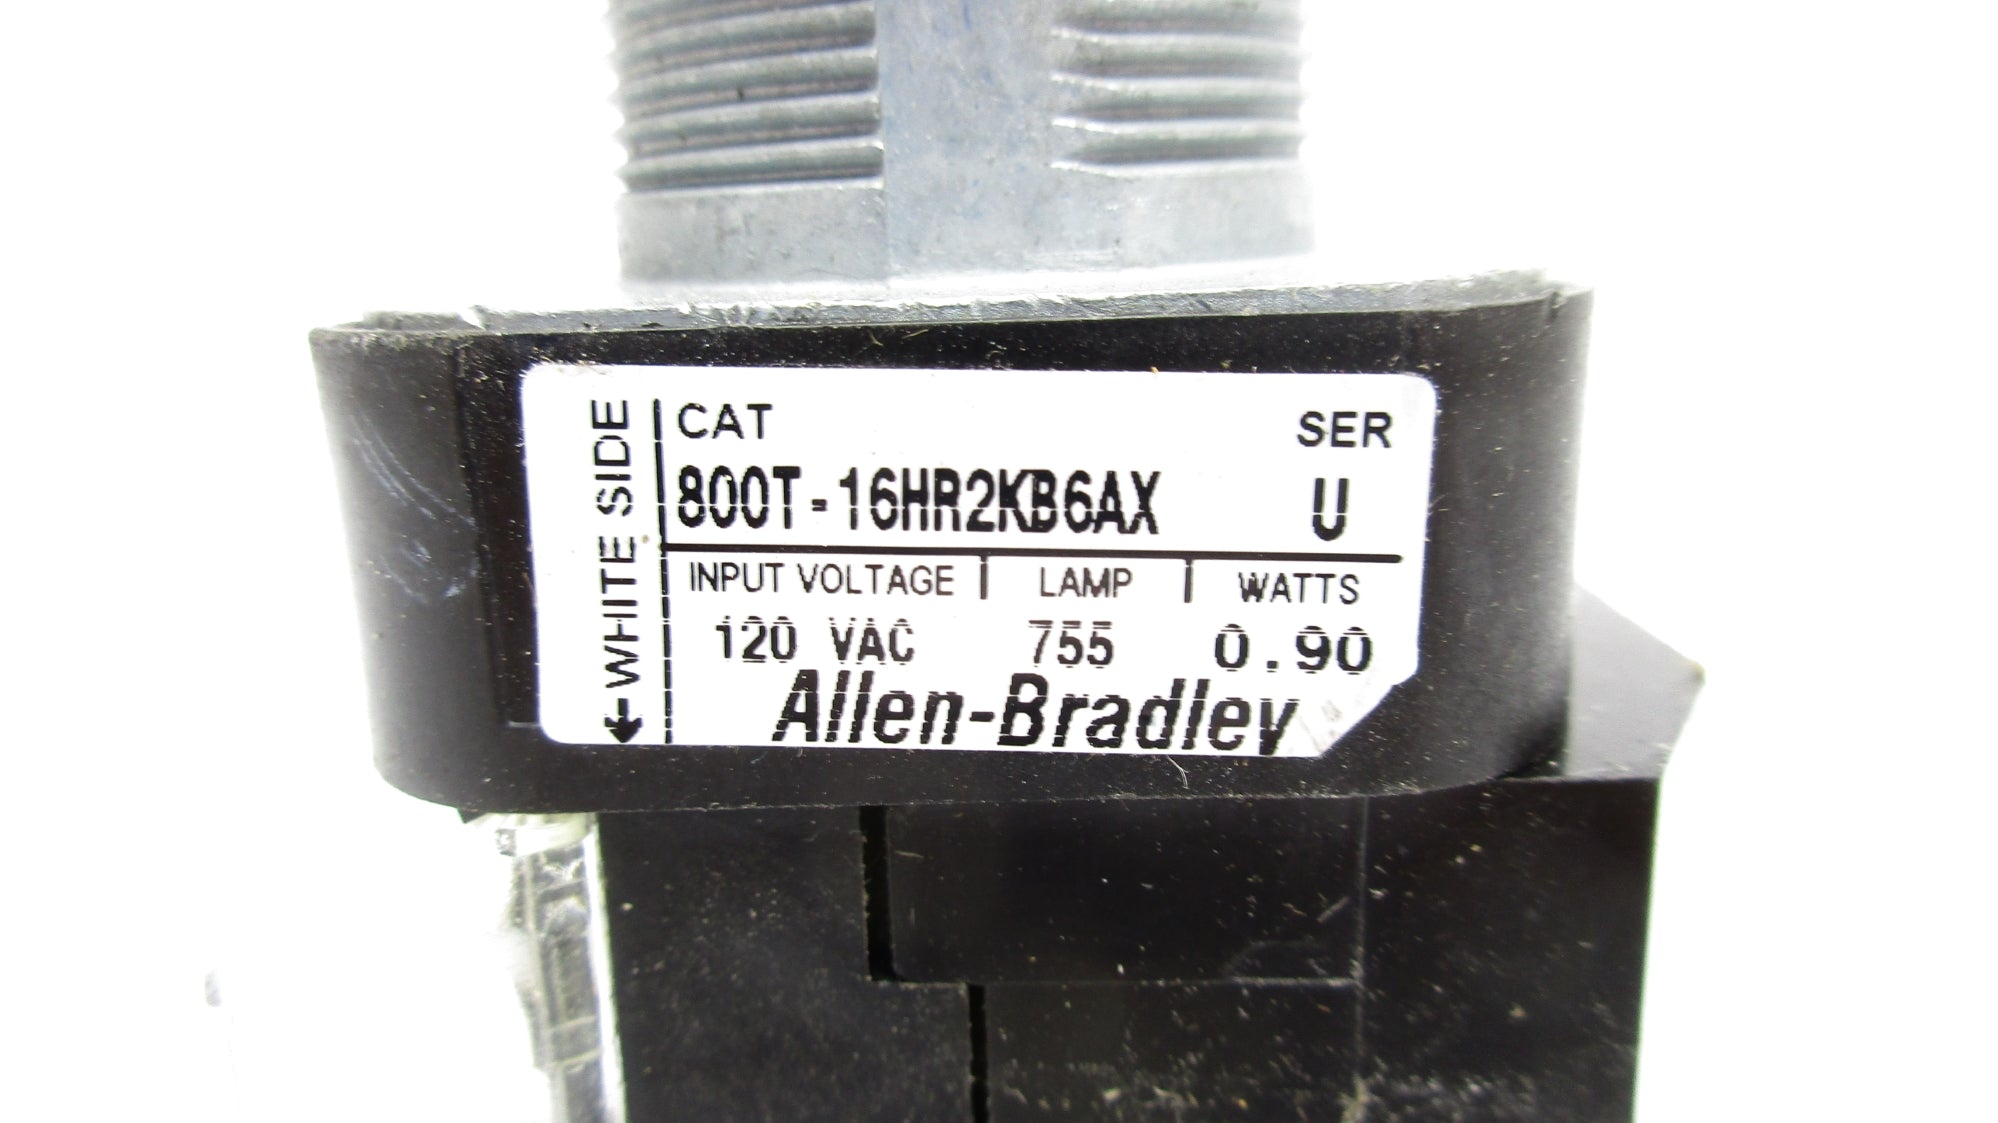 ← WHITE SIDE
CAT SER
800T-16HR2KB6AX U
INPUT VOLTAGE LAMP WATTS
120 VAC 755 0.90
Allen-Bradley